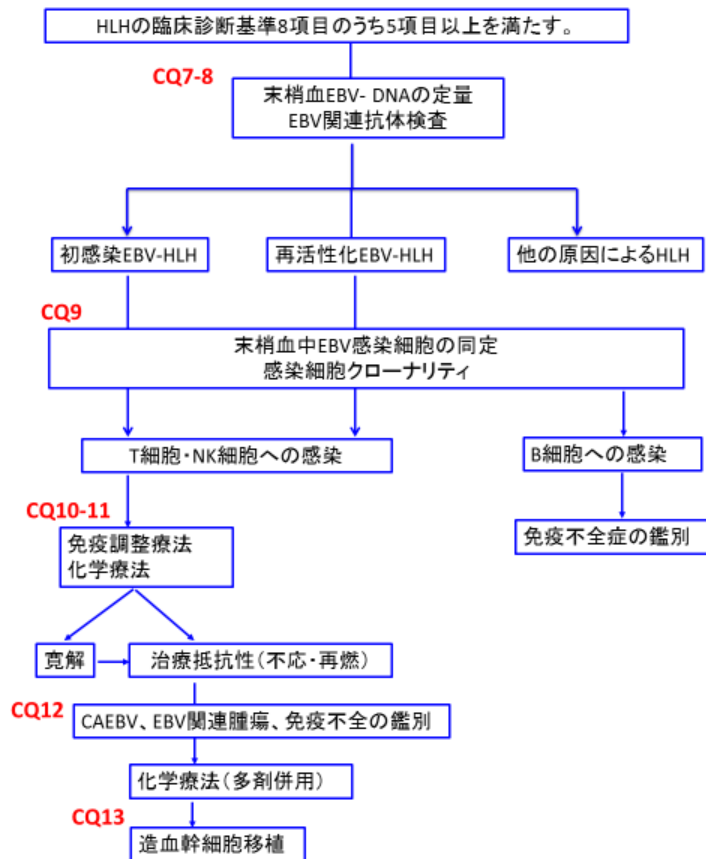 HLHの臨床診断基準8項目のうち5項目以上を満たす。
CQ7-8
末梢血EBV- DNAの定量
EBV関連抗体検査
初感染EBV-HLH
再活性化EBV-HLH
他の原因によるHLH
CQ9
末梢血中EBV感染細胞の同定
感染細胞クローナリティ
T細胞・NK細胞への感染
B細胞への感染
CQ10-11
免疫調整療法
化学療法
免疫不全症の鑑別
寛解
治療抵抗性（不応・再燃）
CQ12
CAEBV、EBV関連腫瘍、免疫不全の鑑別
化学療法（多剤併用）
CQ13
造血幹細胞移植